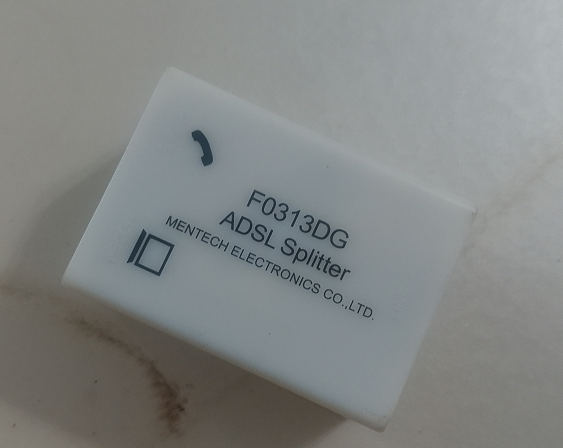 F0313DG
ADSL Splitter
MENTECH ELECTRONICS CO.,LTD.